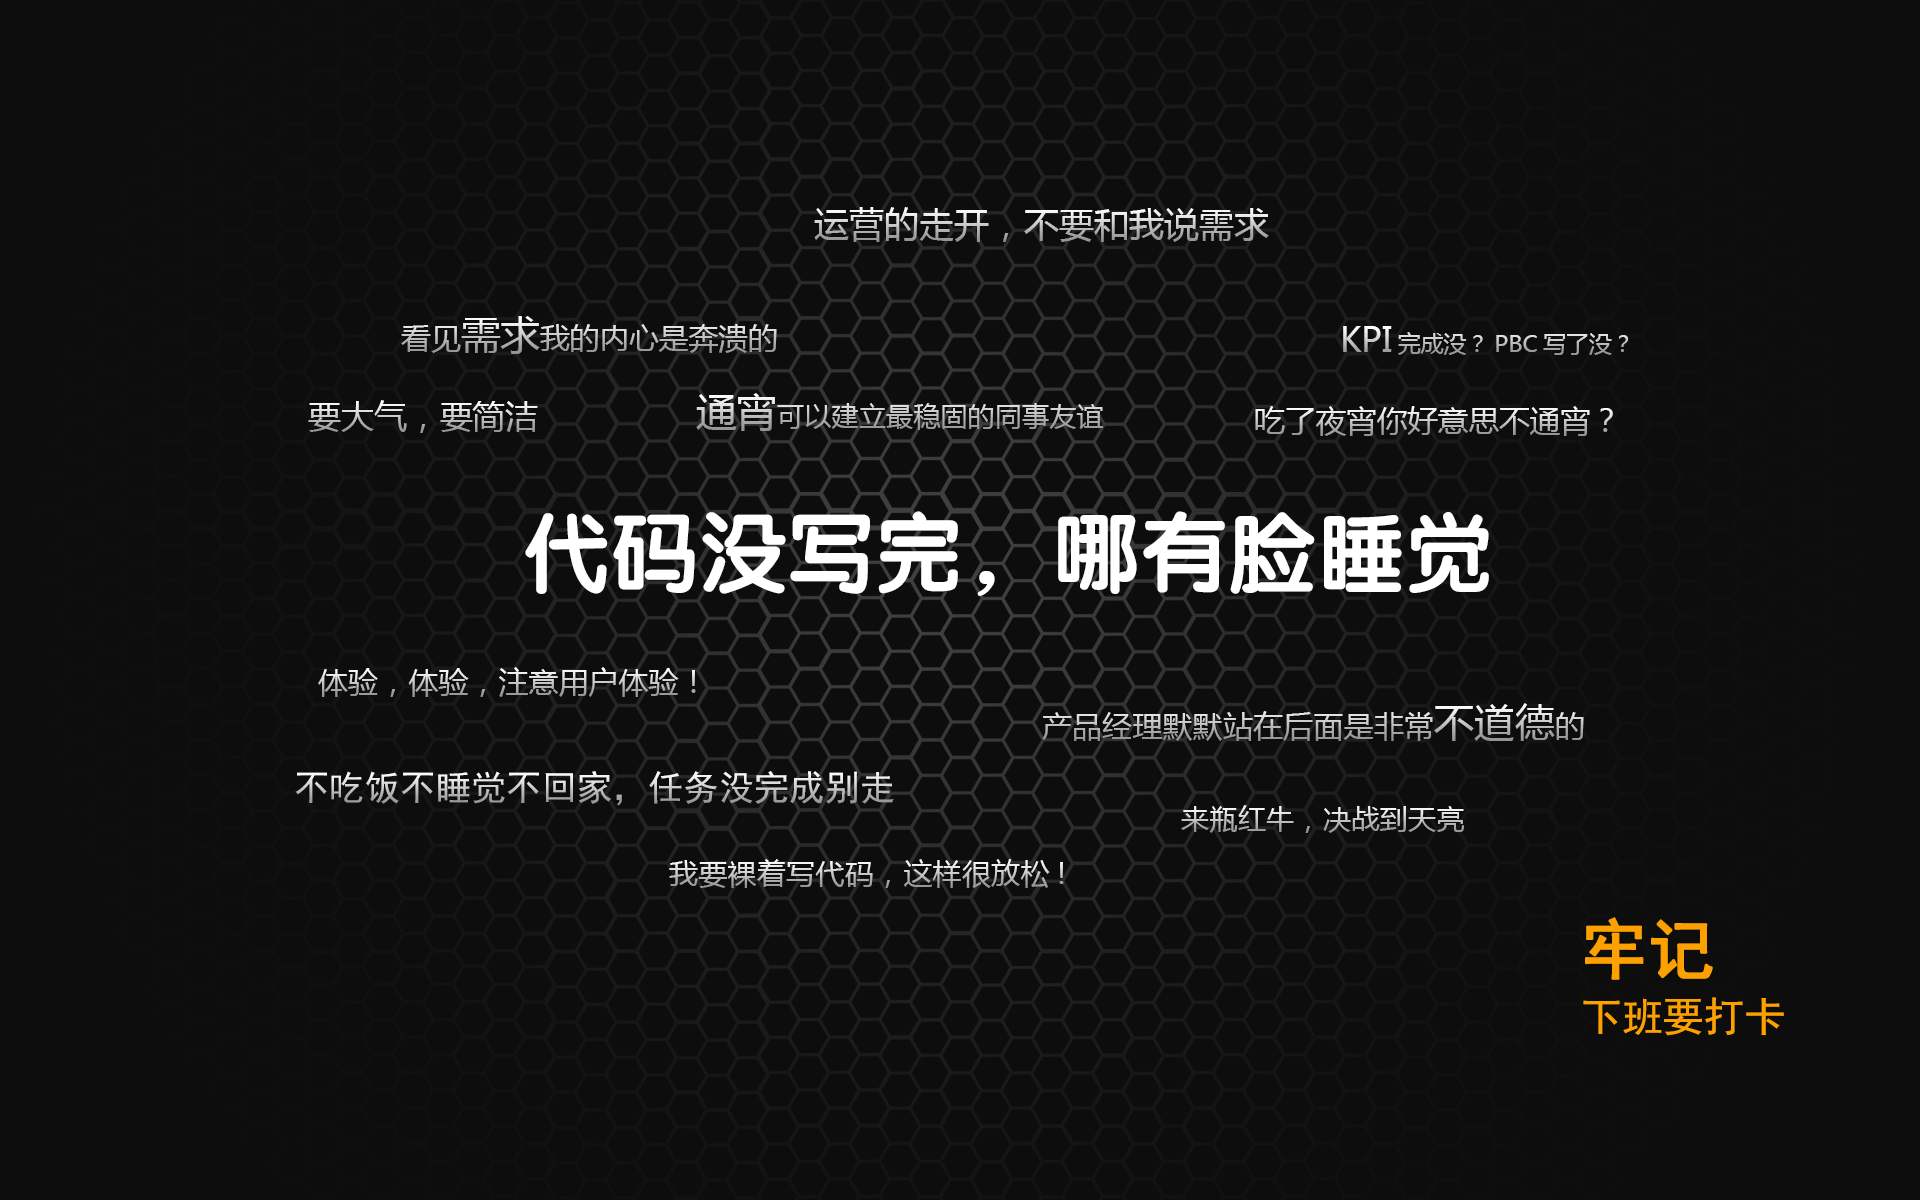 运营的走开，不要和我说需求
看见需求我的内心是奔溃的
KPI 完成没？ PBC 写了没？
要大气，要简洁
通宵可以建立最稳固的同事友谊
吃了夜宵你好意思不通宵？
代码没写完，哪有脸睡觉
体验，体验，注意用户体验！
产品经理默默站在后面是非常不道德的
不吃饭不睡觉不回家，任务没完成别走
来瓶红牛，决战到天亮
我要裸着写代码，这样很放松！
牢记
下班要打卡